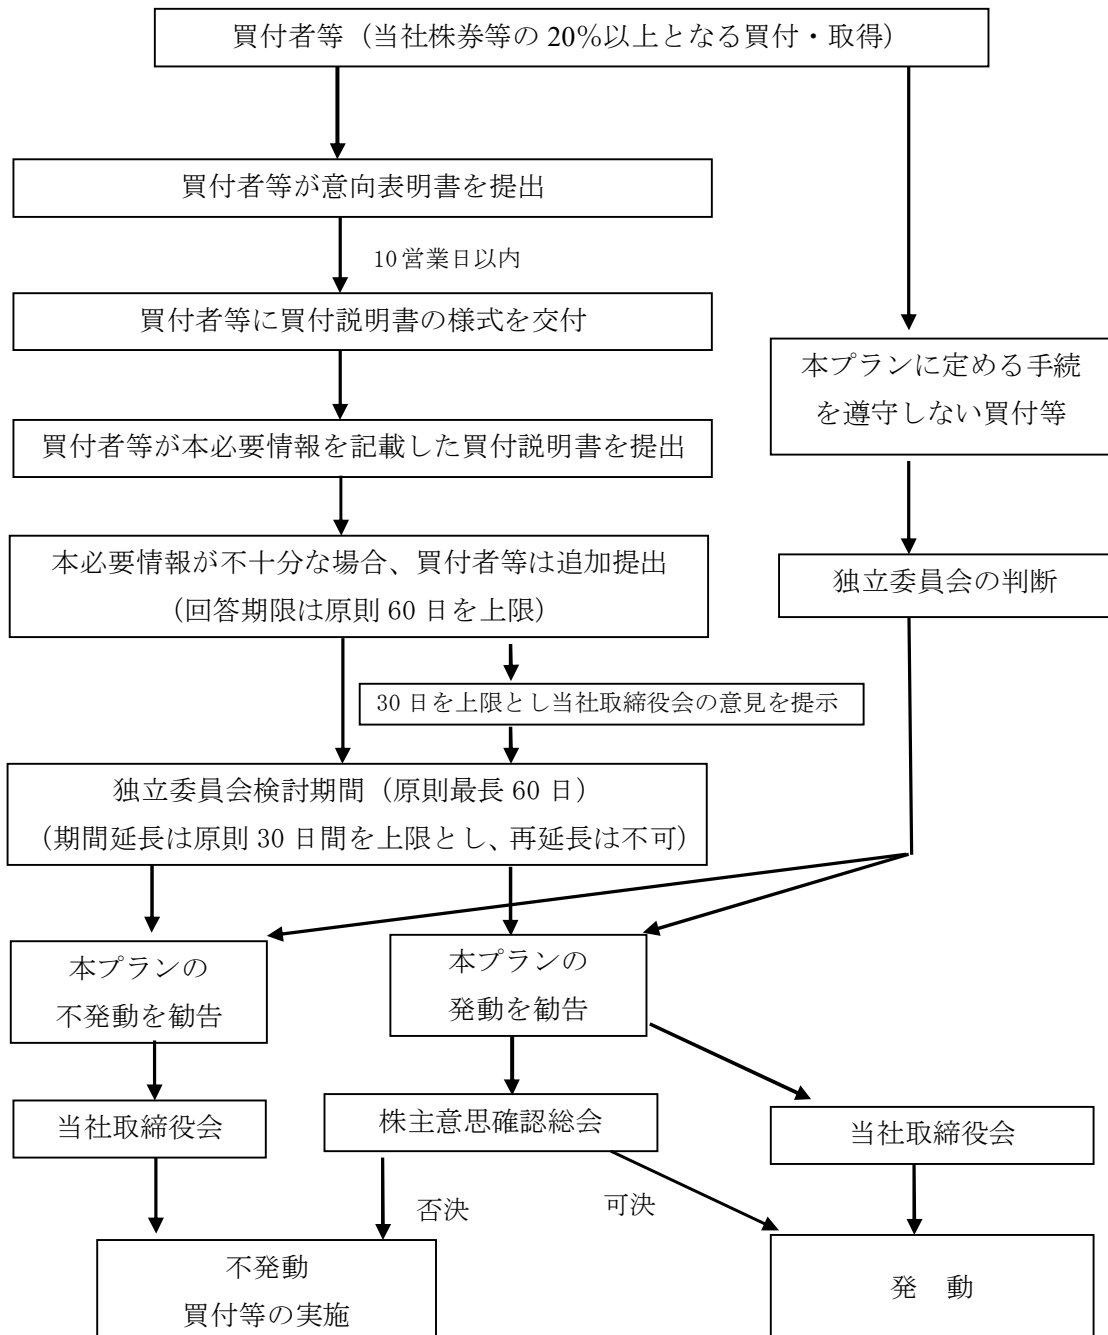 買付者等（当社株券等の 20％以上となる買付・取得）
買付者等が意向表明書を提出
10 営業日以内
買付者等に買付説明書の様式を交付
買付者等が本必要情報を記載した買付説明書を提出
本必要情報が不十分な場合、買付者等は追加提出
（回答期限は原則 60 日を上限）
本プランに定める手続
を遵守しない買付等
独立委員会の判断
30 日を上限とし当社取締役会の意見を提示
独立委員会検討期間（原則最長 60 日）
（期間延長は原則 30 日間を上限とし、再延長は不可）
本プランの
不発動を勧告
本プランの
発動を勧告
当社取締役会
株主意思確認総会
当社取締役会
否決
可決
不発動
買付等の実施
発　動